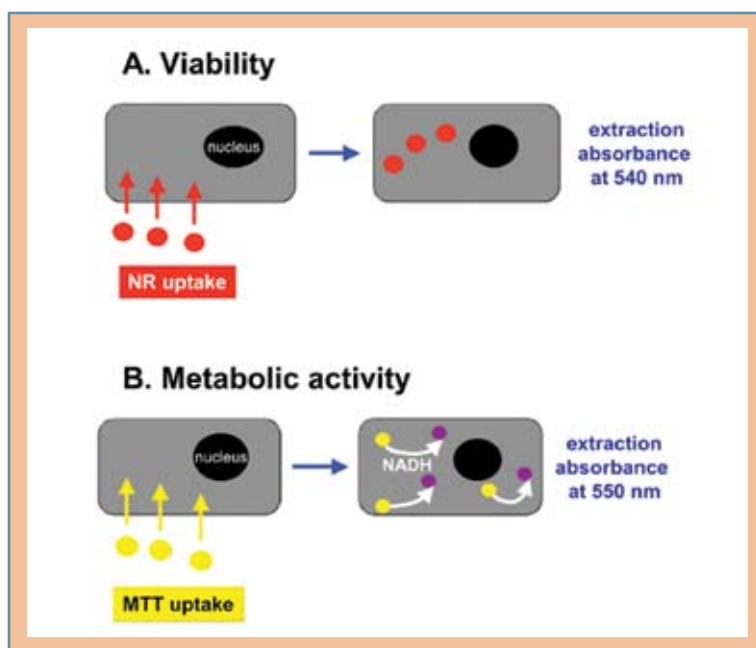 A. Viability
nucleus
extraction
absorbance
at 540 nm
NR uptake
B. Metabolic activity
nucleus
NADH
extraction
absorbance
at 550 nm
MTT uptake